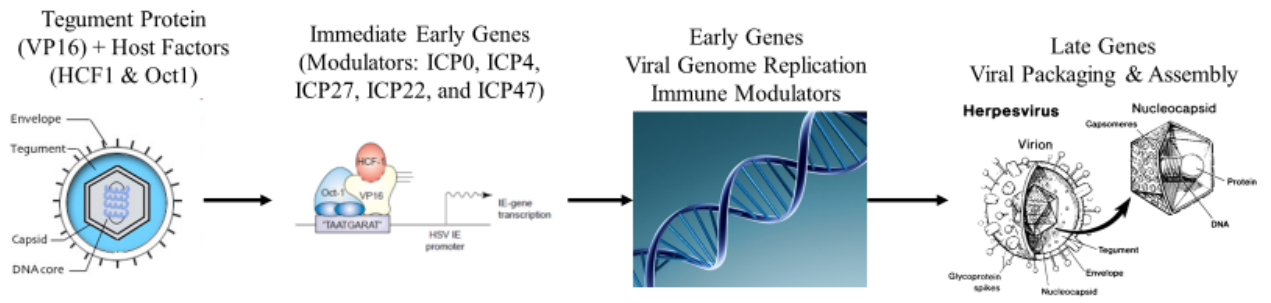 Tegument Protein
(VP16) + Host Factors
(HCF1 & Oct1)
Envelope
Tegument
Capsid
DNA core
Immediate Early Genes
(Modulators: ICP0, ICP4,
ICP27, ICP22, and ICP47)
HCF-1
Oct-1
VP16
"TAATGARAT"
HSV IE
promoter
IE-gene
transcription
Early Genes
Viral Genome Replication
Immune Modulators
Late Genes
Viral Packaging & Assembly
Herpesvirus
Nucleocapsid
Capsomeres
Virion
Protein
DNA
Tegument
Envelope
Glycoprotein
spikes
Nucleocapsid